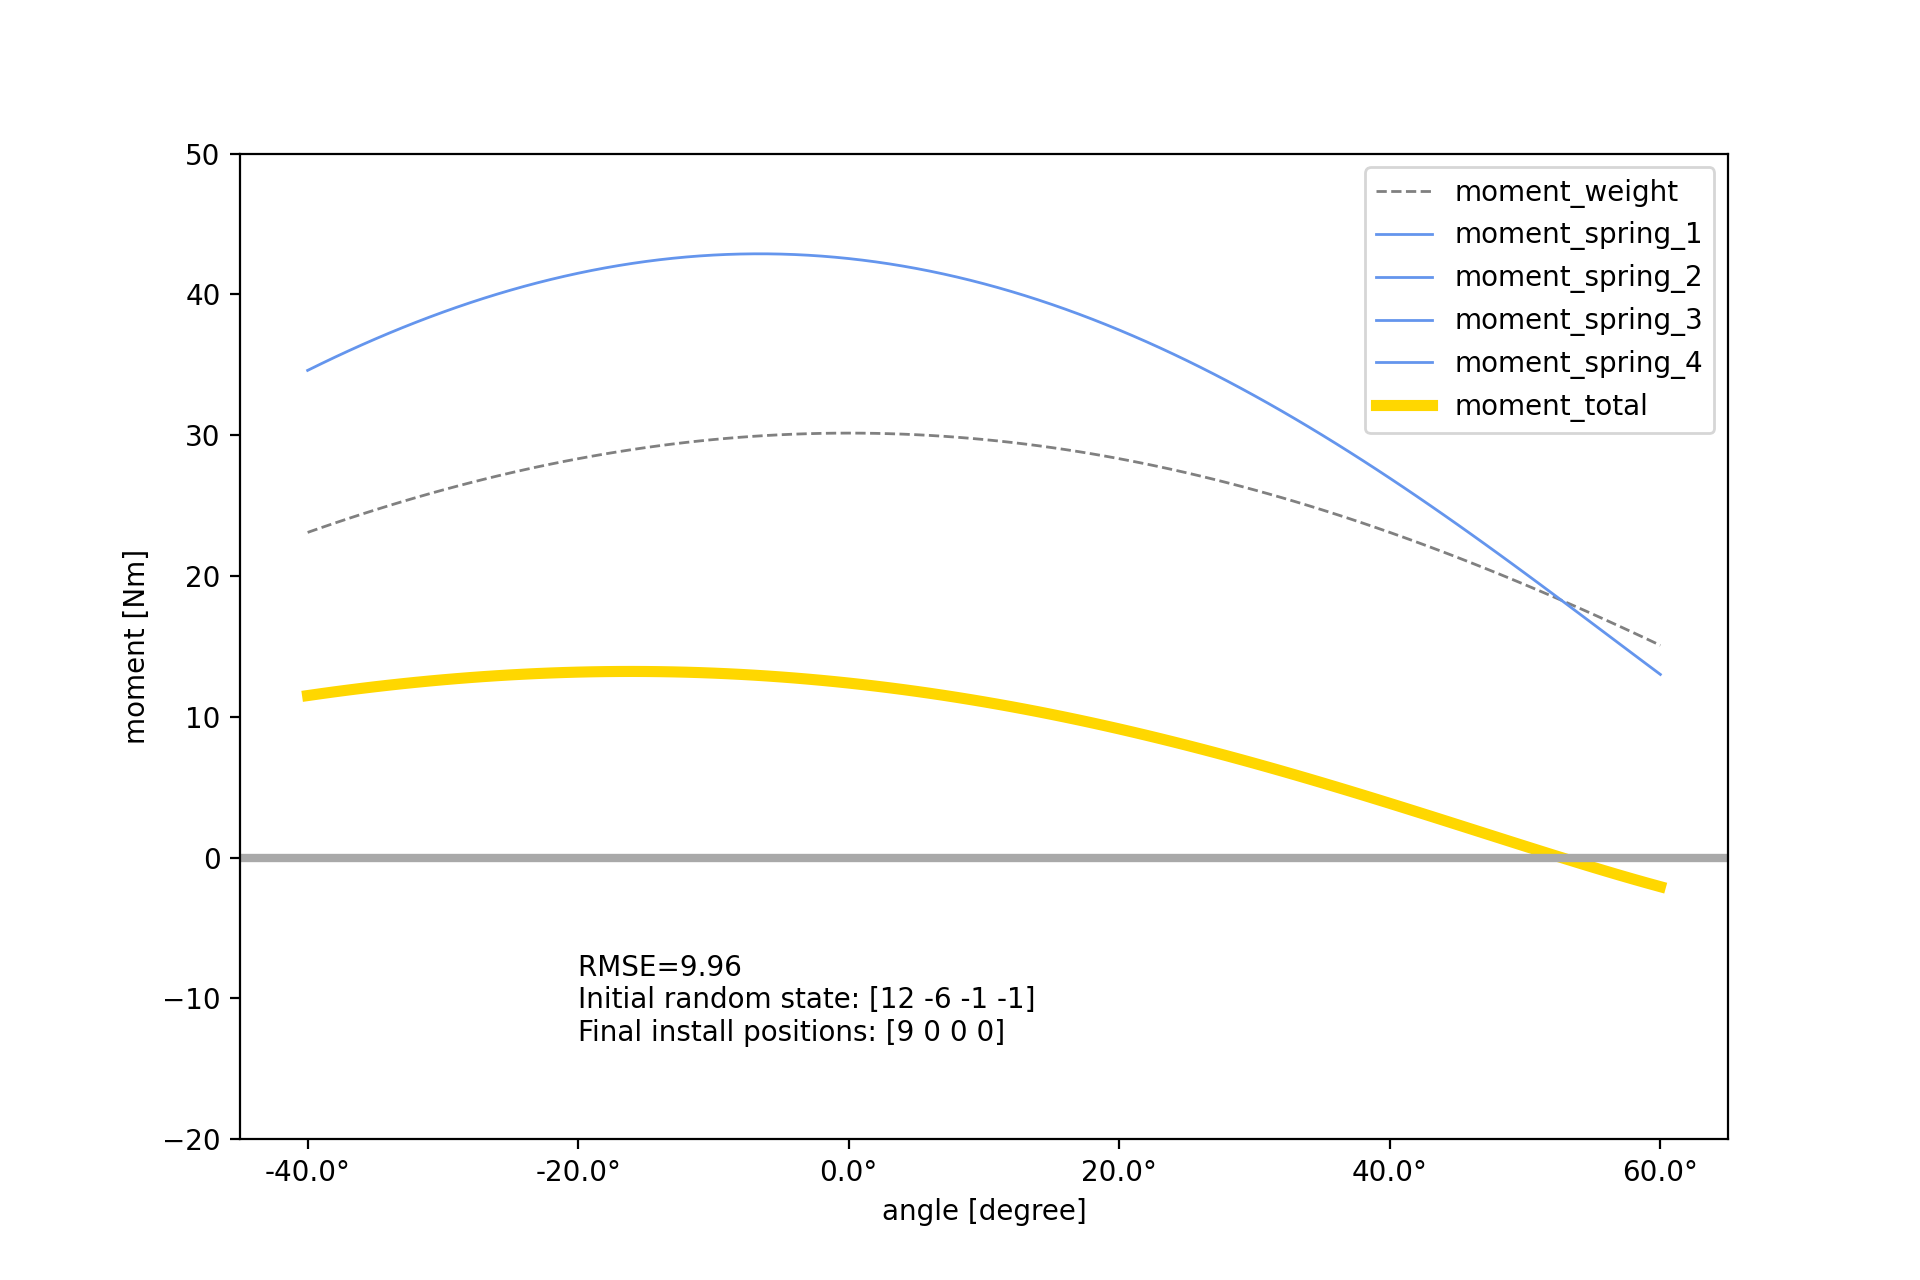 50
40
30
20
10
0
−10
−20
moment [Nm]
moment_weight
moment_spring_1
moment_spring_2
moment_spring_3
moment_spring_4
moment_total
RMSE=9.96
Initial random state: [12 -6 -1 -1]
Final install positions: [9 0 0 0]
-40.0° -20.0° 0.0° 20.0° 40.0° 60.0°
angle [degree]